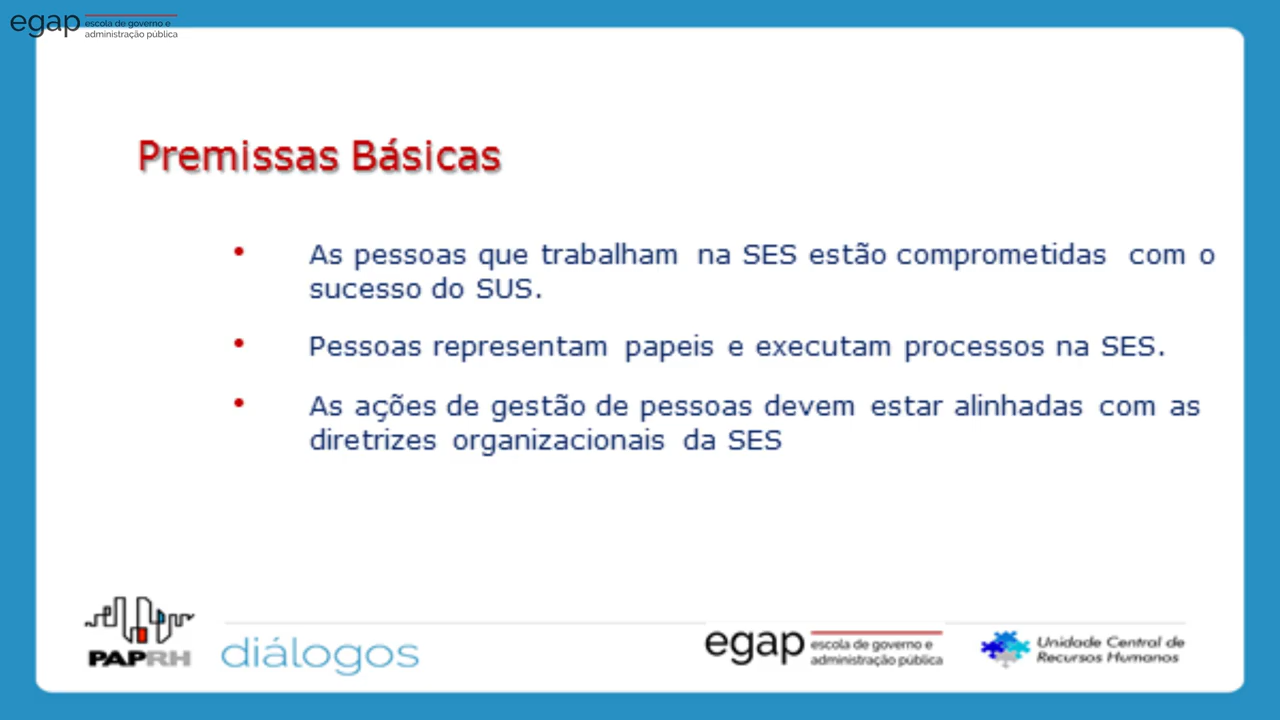 egap escola de governo e
administração pública
Premissas Básicas
• As pessoas que trabalham na SES estão comprometidas com o
sucesso do SUS.
• Pessoas representam papeis e executam processos na SES.
• As ações de gestão de pessoas devem estar alinhadas com as
diretrizes organizacionais da SES
PAPRH
diálogos
egap escola de governo e
administração pública
Unidade Central de
Recursos Humanos